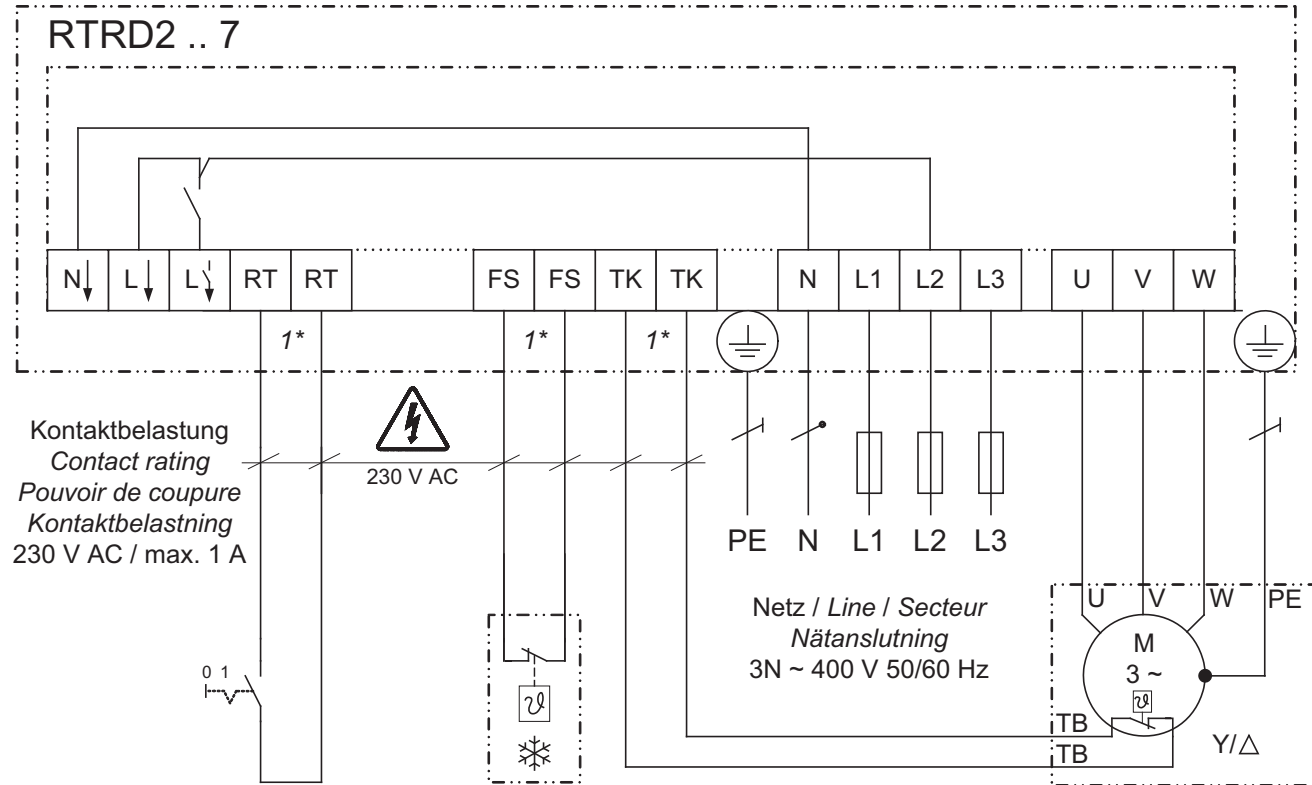 RTRD2 .. 7
N L L RT RT FS FS TK TK N L1 L2 L3 U V W
1* 1* 1*
Kontaktbelastung
Contact rating
Pouvoir de coupure
Kontaktbelastning
230 V AC / max. 1 A
230 V AC
PE N L1 L2 L3
Netz / Line / Secteur
Nätanslutning
3N ~ 400 V 50/60 Hz
U V W PE
M
3 ~
ϑ
0 1
ϑ
TB
TB
Y/△